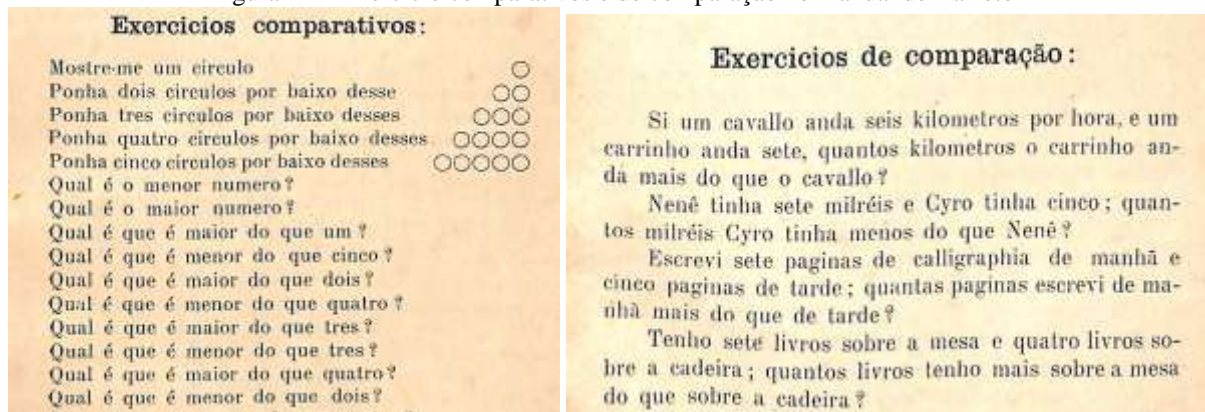 Exercicios comparativos:
Mostre-me um circulo
Ponha dois circulos por baixo desse
Ponha tres circulos por baixo desses
Ponha quatro circulos por baixo desses
Ponha cinco circulos por baixo desses
Qual é o menor numero?
Qual é o maior numero?
Qual é que é maior do que um?
Qual é que é menor do que cinco?
Qual é que é maior do que dois?
Qual é que é menor do que quatro?
Qual é que é maior do que tres?
Qual é que é menor do que tres?
Qual é que é maior do que quatro?
Qual é que é menor do que dois?
Exercicios de comparação:
Si um cavallo anda seis kilometros por hora, e um
carrinho anda sete, quantos kilometros o carrinho an-
da mais do que o cavallo?
Nenê tinha sete milréis e Cyro tinha cinco; quan-
tos milréis Cyro tinha menos do que Nenê?
Escrevi sete paginas de calligraphia de manhã e
cinco paginas de tarde; quantas paginas escrevi de ma-
nhã mais do que de tarde?
Tenho sete livros sobre a mesa e quatro livros so-
bre a cadeira; quantos livros tenho mais sobre a mesa
do que sobre a cadeira?